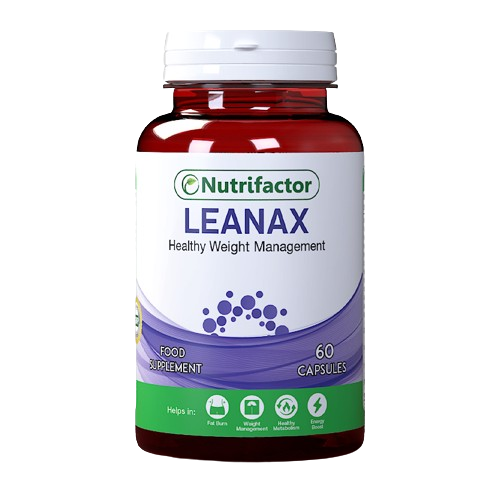 Nutrifactor
LEANAX
Healthy Weight Management
FOOD
SUPPLEMENT
60
CAPSULES
Helps in:
Fat Burn
Weight
Management
Healthy
Metabolism
Energy
Boost